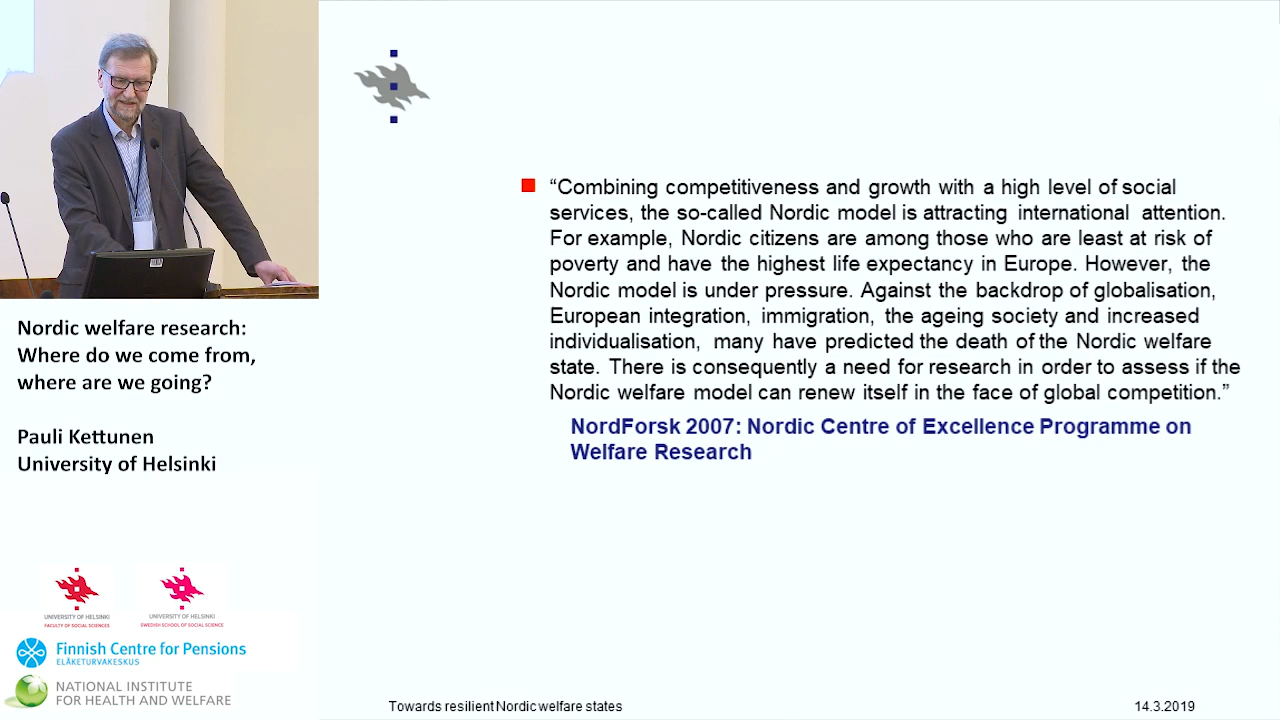 Nordic welfare research:
Where do we come from,
where are we going?
Pauli Kettunen
University of Helsinki
UNIVERSITY OF HELSINKI
FACULTY OF SOCIAL SCIENCES
UNIVERSITY OF HELSINKI
SWEDISH SCHOOL OF SOCIAL SCIENCE
Finnish Centre for Pensions
ELÄKETURVAKESKUS
NATIONAL INSTITUTE
FOR HEALTH AND WELFARE
“Combining competitiveness and growth with a high level of social
services, the so-called Nordic model is attracting international attention.
For example, Nordic citizens are among those who are least at risk of
poverty and have the highest life expectancy in Europe. However, the
Nordic model is under pressure. Against the backdrop of globalisation,
European integration, immigration, the ageing society and increased
individualisation, many have predicted the death of the Nordic welfare
state. There is consequently a need for research in order to assess if the
Nordic welfare model can renew itself in the face of global competition.”
NordForsk 2007: Nordic Centre of Excellence Programme on
Welfare Research
Towards resilient Nordic welfare states
14.3.2019